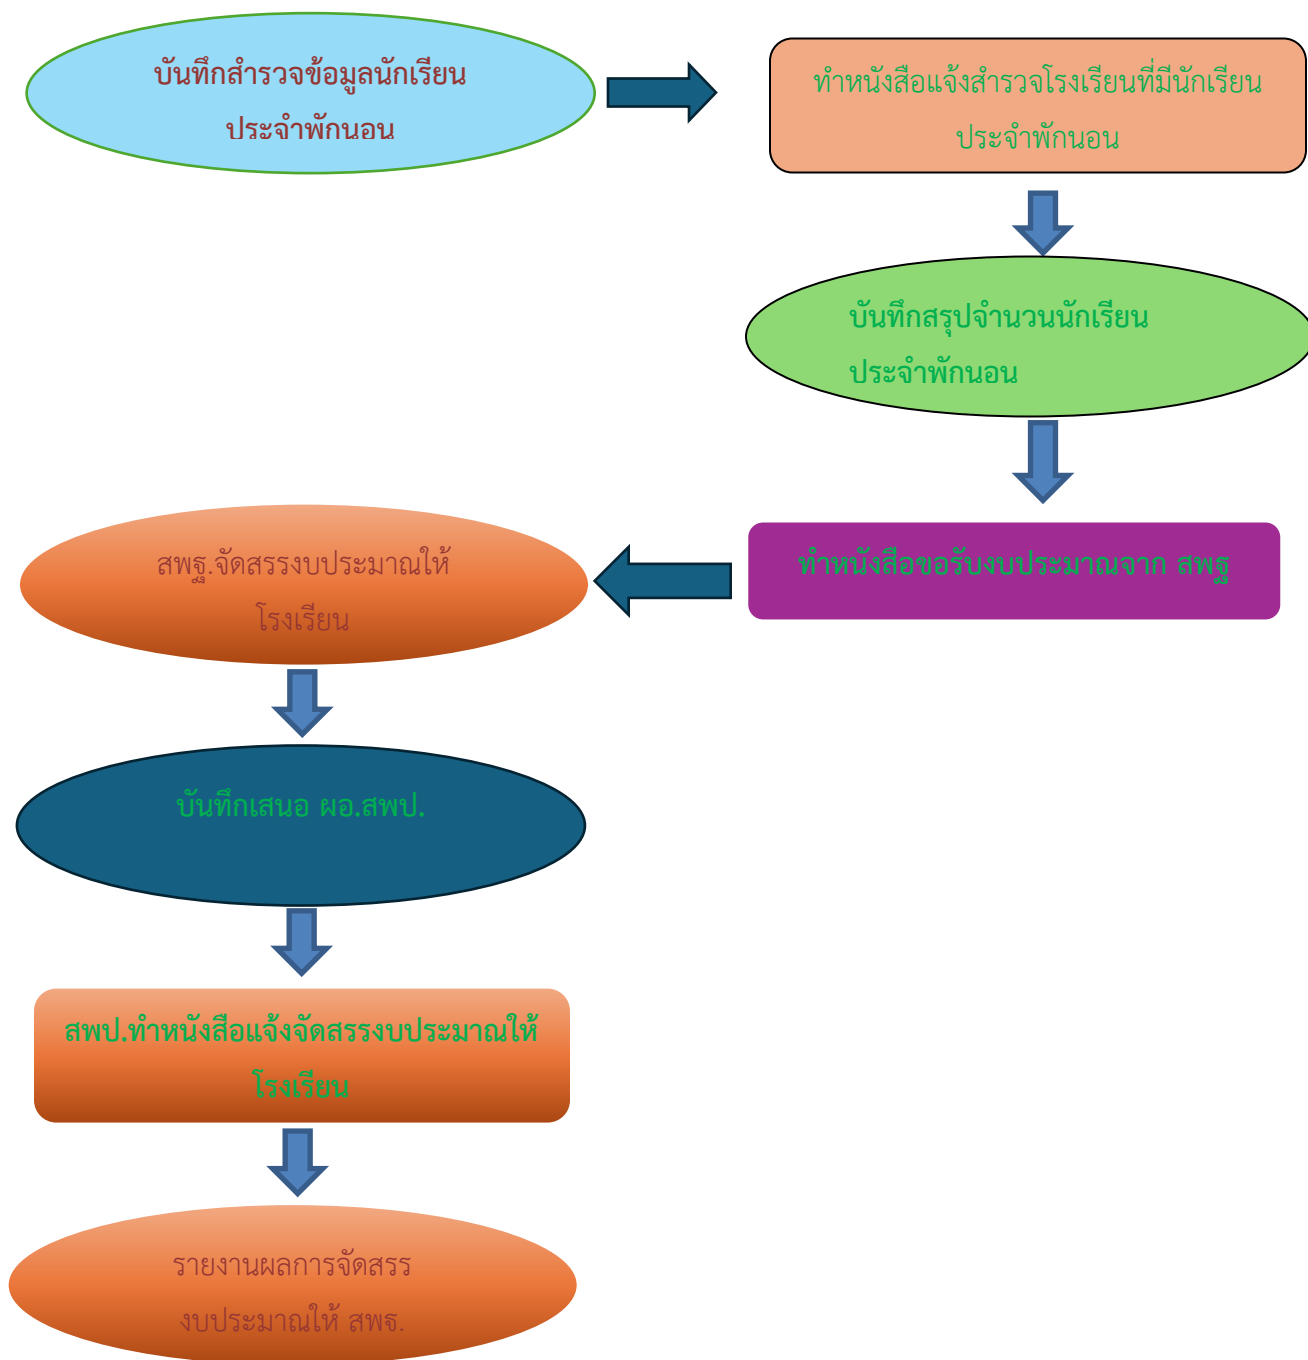 บันทึกสำรวจข้อมูลนักเรียน
ประจำพักนอน
ทำหนังสือแจ้งสำรวจโรงเรียนที่มีนักเรียน
ประจำพักนอน
บันทึกสรุปจำนวนนักเรียน
ประจำพักนอน
ทำหนังสือขอรับงบประมาณจาก สพฐ
สพฐ.จัดสรรงบประมาณให้
โรงเรียน
บันทึกเสนอ ผอ.สพป.
สพป.ทำหนังสือแจ้งจัดสรรงบประมาณให้
โรงเรียน
รายงานผลการจัดสรร
งบประมาณให้ สพฐ.